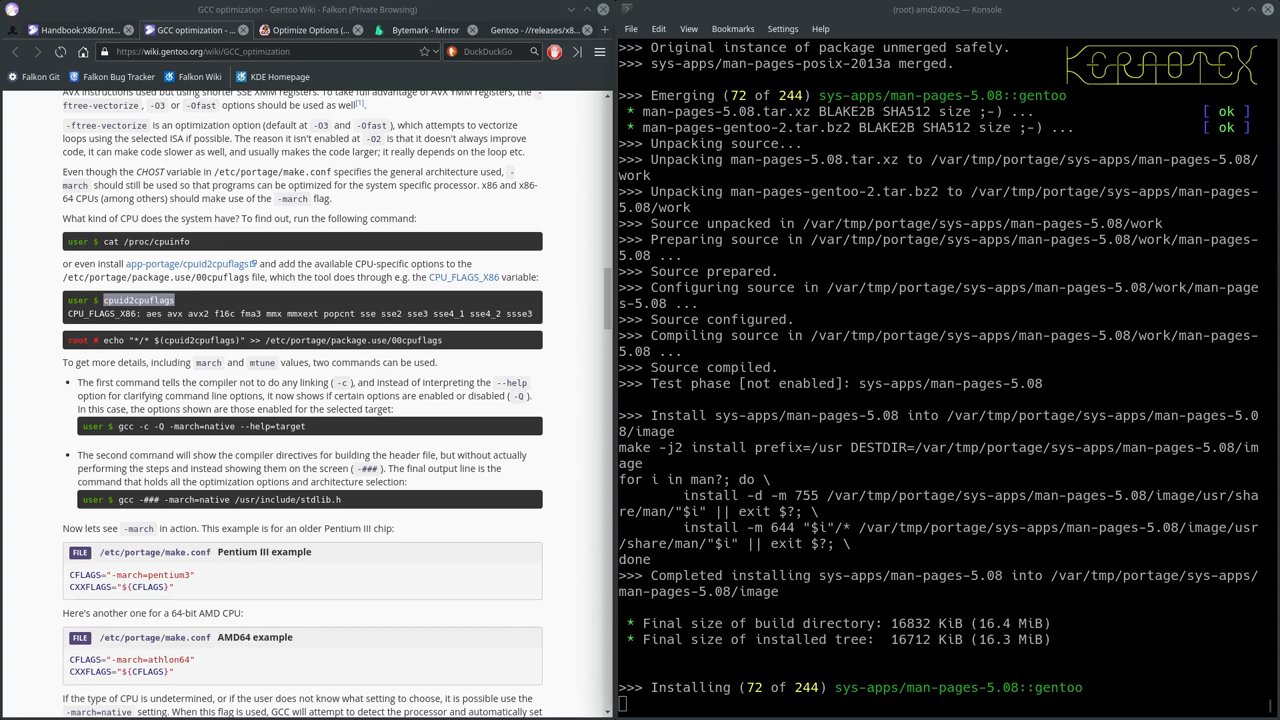 GCC optimization - Gentoo Wiki - Falkon (Private Browsing)
Handbook:X86/Inst…
GCC optimization - …
Optimize Options (…
Bytemark - Mirror
Gentoo - //releases/x8…
https://wiki.gentoo.org/wiki/GCC_optimization
DuckDuckGo
Falkon Git
Falkon Bug Tracker
Falkon Wiki
KDE Homepage
AVX instructions used but using shorter SSE XMM registers. To take full advantage of AVX YMM registers, the -
ftree-vectorize, -O3 or -Ofast options should be used as well[1].
-ftree-vectorize is an optimization option (default at -O3 and -Ofast), which attempts to vectorize
loops using the selected ISA if possible. The reason it isn't enabled at -O2 is that it doesn't always improve
code, it can make code slower as well, and usually makes the code larger; it really depends on the loop etc.
Even though the CHOST variable in /etc/portage/make.conf specifies the general architecture used, -
march should still be used so that programs can be optimized for the system specific processor. x86 and x86-
64 CPUs (among others) should make use of the -march flag.
What kind of CPU does the system have? To find out, run the following command:
user $ cat /proc/cpuinfo
or even install app-portage/cpuid2cpuflags and add the available CPU-specific options to the
/etc/portage/package.use/00cpuflags file, which the tool does through e.g. the CPU_FLAGS_X86 variable:
user $ cpuid2cpuflags
CPU_FLAGS_X86: aes avx avx2 f16c fma3 mmx mmxext popcnt sse sse2 sse3 sse4_1 sse4_2 ssse3
root # echo "*/* $(cpuid2cpuflags)" >> /etc/portage/package.use/00cpuflags
To get more details, including march and mtune values, two commands can be used.
• The first command tells the compiler not to do any linking (-c), and instead of interpreting the --help
option for clarifying command line options, it now shows if certain options are enabled or disabled (-Q).
In this case, the options shown are those enabled for the selected target:
user $ gcc -c -Q -march=native --help=target
• The second command will show the compiler directives for building the header file, but without actually
performing the steps and instead showing them on the screen (-###). The final output line is the
command that holds all the optimization options and architecture selection:
user $ gcc -### -march=native /usr/include/stdlib.h
Now lets see -march in action. This example is for an older Pentium III chip:
FILE /etc/portage/make.conf Pentium III example
CFLAGS="-march=pentium3"
CXXFLAGS="${CFLAGS}"
Here's another one for a 64-bit AMD CPU:
FILE /etc/portage/make.conf AMD64 example
CFLAGS="-march=athlon64"
CXXFLAGS="${CFLAGS}"
If the type of CPU is undetermined, or if the user does not know what setting to choose, it is possible use the
-march=native setting. When this flag is used, GCC will attempt to detect the processor and automatically set
(root) amd2400x2 — Konsole
File Edit View Bookmarks Settings Help
KERAOTEX
>>> Original instance of package unmerged safely.
>>> sys-apps/man-pages-posix-2013a merged.
>>> Emerging (72 of 244) sys-apps/man-pages-5.08::gentoo
* man-pages-5.08.tar.xz BLAKE2B SHA512 size ;-) ... [ ok ]
* man-pages-gentoo-2.tar.bz2 BLAKE2B SHA512 size ;-) ... [ ok ]
>>> Unpacking source...
>>> Unpacking man-pages-5.08.tar.xz to /var/tmp/portage/sys-apps/man-pages-5.08/
work
>>> Unpacking man-pages-gentoo-2.tar.bz2 to /var/tmp/portage/sys-apps/man-pages-
5.08/work
>>> Source unpacked in /var/tmp/portage/sys-apps/man-pages-5.08/work
>>> Preparing source in /var/tmp/portage/sys-apps/man-pages-5.08/work/man-pages-
5.08 ...
>>> Source prepared.
>>> Configuring source in /var/tmp/portage/sys-apps/man-pages-5.08/work/man-page
s-5.08 ...
>>> Source configured.
>>> Compiling source in /var/tmp/portage/sys-apps/man-pages-5.08/work/man-pages-
5.08 ...
>>> Source compiled.
>>> Test phase [not enabled]: sys-apps/man-pages-5.08
>>> Install sys-apps/man-pages-5.08 into /var/tmp/portage/sys-apps/man-pages-5.0
8/image
make -j2 install prefix=/usr DESTDIR=/var/tmp/portage/sys-apps/man-pages-5.08/im
age
for i in man?; do \
install -d -m 755 /var/tmp/portage/sys-apps/man-pages-5.08/image/usr/sha
re/man/"$i" || exit $?; \
install -m 644 "$i"/* /var/tmp/portage/sys-apps/man-pages-5.08/image/usr
/share/man/"$i" || exit $?; \
done
>>> Completed installing sys-apps/man-pages-5.08 into /var/tmp/portage/sys-apps/
man-pages-5.08/image
* Final size of build directory: 16832 KiB (16.4 MiB)
* Final size of installed tree: 16712 KiB (16.3 MiB)
>>> Installing (72 of 244) sys-apps/man-pages-5.08::gentoo